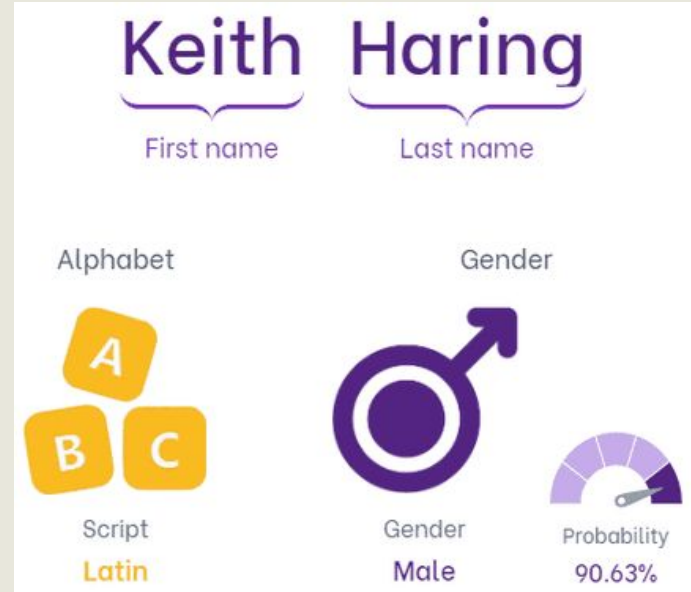 Keith Haring
First name Last name
Alphabet Gender
A
B C
Script Gender Probability
Latin Male 90.63%